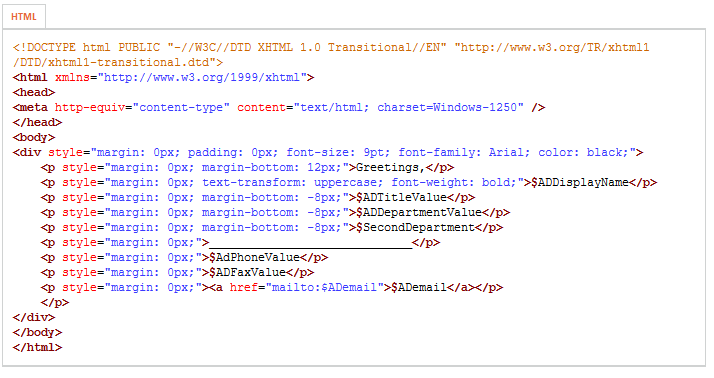 HTML
<!DOCTYPE html PUBLIC "-//W3C//DTD XHTML 1.0 Transitional//EN" "http://www.w3.org/TR/xhtml1
/DTD/xhtml1-transitional.dtd">
<html xmlns="http://www.w3.org/1999/xhtml">
<head>
<meta http-equiv="content-type" content="text/html; charset=Windows-1250" />
</head>
<body>
<div style="margin: 0px; padding: 0px; font-size: 9pt; font-family: Arial; color: black;">
    <p style="margin: 0px; margin-bottom: 12px;">Greetings,</p>
    <p style="margin: 0px; text-transform: uppercase; font-weight: bold;">$ADDisplayName</p>
    <p style="margin: 0px; margin-bottom: -8px;">$ADTitleValue</p>
    <p style="margin: 0px; margin-bottom: -8px;">$ADDepartmentValue</p>
    <p style="margin: 0px; margin-bottom: -8px;">$SecondDepartment</p>
    <p style="margin: 0px;">_____________________________</p>
    <p style="margin: 0px;">$AdPhoneValue</p>
    <p style="margin: 0px;">$ADFaxValue</p>
    <p style="margin: 0px;"><a href="mailto:$ADemail">$ADemail</a></p>
    </p>
</div>
</body>
</html>